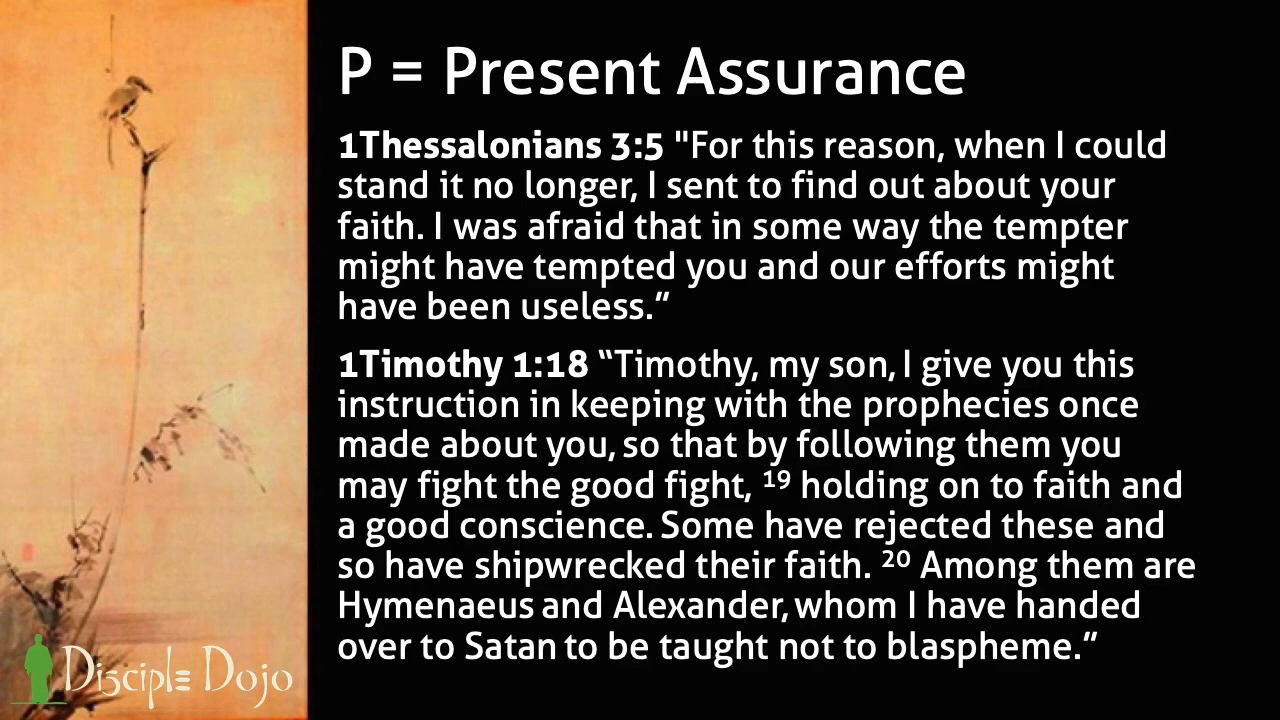 P = Present Assurance
1Thessalonians 3:5 "For this reason, when I could
stand it no longer, I sent to find out about your
faith. I was afraid that in some way the tempter
might have tempted you and our efforts might
have been useless.”
1Timothy 1:18 “Timothy, my son, I give you this
instruction in keeping with the prophecies once
made about you, so that by following them you
may fight the good fight, ¹⁹ holding on to faith and
a good conscience. Some have rejected these and
so have shipwrecked their faith. ²⁰ Among them are
Hymenaeus and Alexander, whom I have handed
over to Satan to be taught not to blaspheme.”
Disciple Dojo